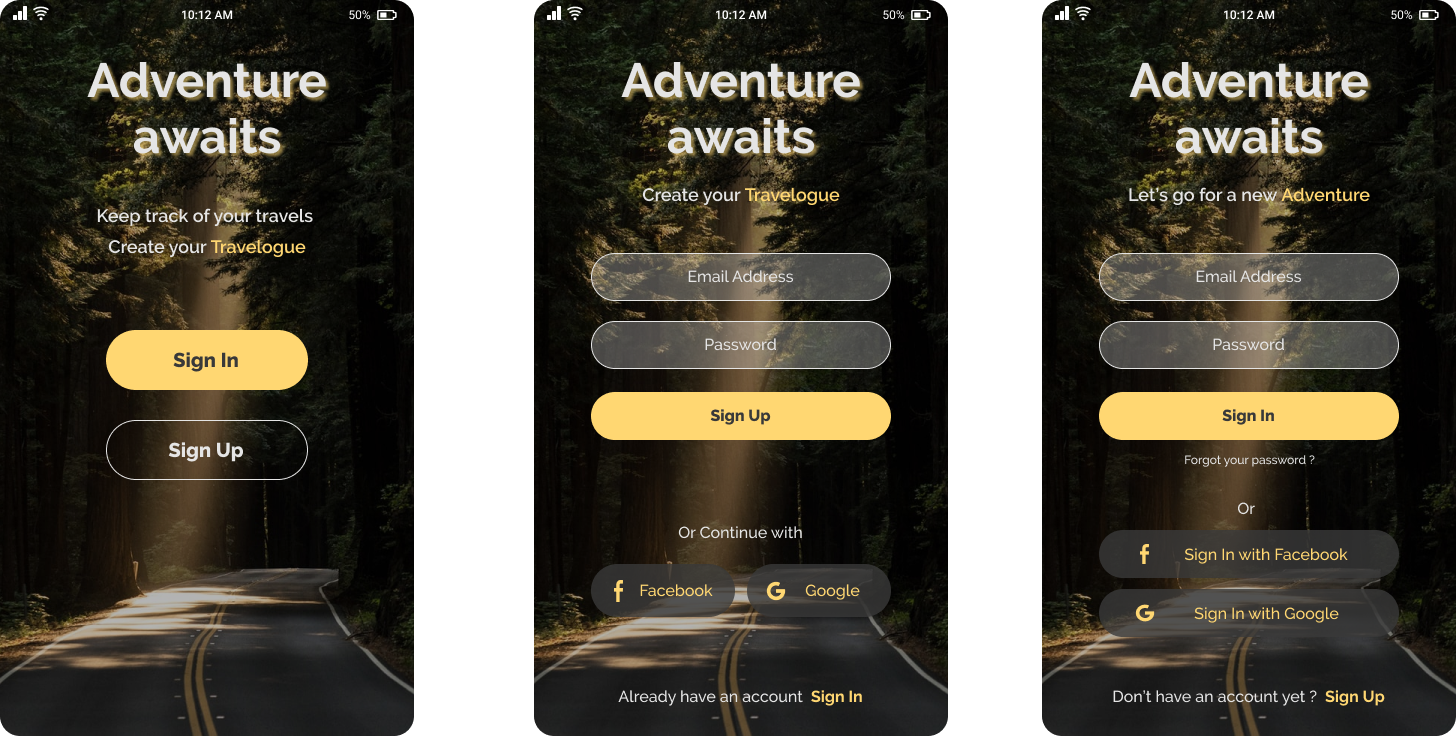 10:12 AM
50%
Adventure
awaits
Keep track of your travels
Create your Travelogue
Sign In
Sign Up
10:12 AM
50%
Adventure
awaits
Create your Travelogue
Email Address
Password
Sign Up
Or Continue with
Facebook
Google
Already have an account Sign In
10:12 AM
50%
Adventure
awaits
Let's go for a new Adventure
Email Address
Password
Sign In
Forgot your password ?
Or
Sign In with Facebook
Sign In with Google
Don't have an account yet ? Sign Up